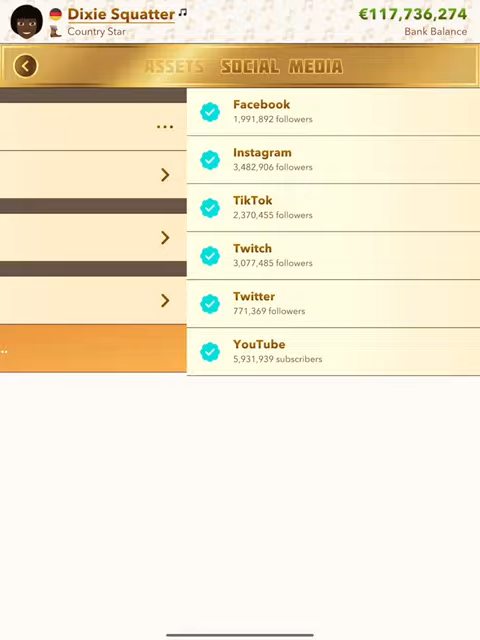 Dixie Squatter
Country Star
€117,736,274
Bank Balance
ASSETS SOCIAL MEDIA
Facebook
1,991,892 followers
Instagram
3,482,906 followers
TikTok
2,370,455 followers
Twitch
3,077,485 followers
Twitter
771,369 followers
YouTube
5,931,939 subscribers